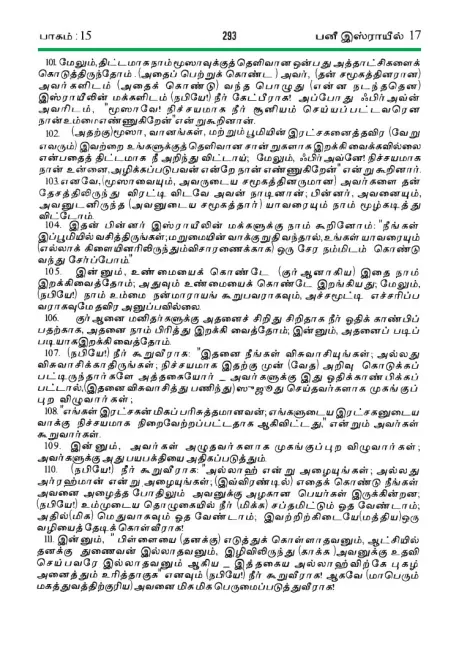 பாகம் : 15 293 பனீ இஸ்ராயீல் 17
101. மேலும், திட்டமாக நாம் மூஸாவுக்குத் தெளிவான ஒன்பது அத்தாட்சிகளைக்
கொடுத்திருந்தோம். (அதைப் பெற்றுக் கொண்ட ) அவர், (தன் சமூகத்தினரான)
அவர்களிடம் (அதைக் கொண்டு) வந்த பொழுது (என்ன நடந்ததென)
இஸ்ராயீலின் மக்களிடம் (நபியே!) நீர் கேட்பீராக! அப்போது ஃபிர்அவ்ன்
அவரிடம், "மூஸாவே! நிச்சயமாக நீர் சூனியம் செய்யப்பட்டவரென
நான் உம்மை எண்ணுகிறேன்" என்று கூறினான்.
102. (அதற்கு) மூஸா, வானங்கள், மற்றும் பூமியின் இரட்சகனைத்தவிர (வேறு
எவரும்) இவற்றை உங்களுக்குத் தெளிவான சான்றுகளாக இறக்கி வைக்கவில்லை
என்பதைத் திட்டமாக நீ அறிந்து விட்டாய்; மேலும், ஃபிர்அவ்னே! நிச்சயமாக
நான் உன்னை, அழிக்கப்படுபவன் என்றே நான் எண்ணுகிறேன்" என்று கூறினார்.
103. எனவே, (மூஸாவையும், அவருடைய சமூகத்தினருமான) அவர்களை தன்
தேசத்திலிருந்து விரட்டி விடவே அவன் நாடினான்; பின்னர், அவனையும்,
அவனுடனிருந்த (அவனுடைய சமூகத்தார்) யாவரையும் நாம் மூழ்கடித்து
விட்டோம்.
104. இதன் பின்னர் இஸ்ராயீலின் மக்களுக்கு நாம் கூறினோம்: "நீங்கள்
இப்பூமியில் வசித்திருங்கள்; மறுமையின் வாக்குறுதி வந்தால், உங்கள் யாவரையும்
(எல்லாக் கிளையினரிலிருந்தும் விசாரணைக்காக) ஒரு சேர நம்மிடம் கொண்டு
வந்து சேர்ப்போம்"
105. இன்னும், உண்மையைக் கொண்டே (குர்ஆனாகிய) இதை நாம்
இறக்கிவைத்தோம்; அதுவும் உண்மையைக் கொண்டே இறங்கியது; மேலும்,
(நபியே!) நாம் உம்மை நன்மாராயங் கூறுபவராகவும், அச்சமூட்டி எச்சரிப்ப
வராகவுமே தவிர அனுப்பவில்லை.
106. குர்ஆனை மனிதர்களுக்கு அதனைச் சிறிது சிறிதாக நீர் ஓதிக் காண்பிப்
பதற்காக, அதனை நாம் பிரித்து இறக்கி வைத்தோம்; இன்னும், அதனைப் படிப்
படியாக இறக்கி வைத்தோம்.
107. (நபியே!) நீர் கூறுவீராக: "இதனை நீங்கள் விசுவாசியுங்கள்; அல்லது
விசுவாசிக்காதிருங்கள்; நிச்சயமாக இதற்கு முன் (வேத) அறிவு கொடுக்கப்
பட்டிருந்தார்களே அத்தகையோர் _ அவர்களுக்கு இது ஓதிக்காண்பிக்கப்
பட்டால், (இதனை விசுவாசித்து பணிந்து) ஸுஜூது செய்தவர்களாக முகங்குப்
புற விழுவார்கள்;
108. "எங்கள் இரட்சகன் மிகப் பரிசுத்தமானவன்; எங்களுடைய இரட்சகனுடைய
வாக்கு நிச்சயமாக நிறைவேற்றப்பட்டதாக ஆகிவிட்டது," என்றும் அவர்கள்
கூறுவார்கள்.
109. இன்னும், அவர்கள் அழுதவர்களாக முகங்குப்புற விழுவார்கள்;
அவர்களுக்கு அது பயபக்தியை அதிகப்படுத்தும்.
110. (நபியே!) நீர் கூறுவீராக: "அல்லாஹ் என்று அழையுங்கள்; அல்லது
அர்ரஹ்மான் என்று அழையுங்கள்; (இவ்விரண்டில்) எதைக் கொண்டு நீங்கள்
அவனை அழைத்த போதிலும் அவனுக்கு அழகான பெயர்கள் இருக்கின்றன;
(நபியே!) உம்முடைய தொழுகையில் நீர் (மிக்க) சப்தமிட்டும் ஓத வேண்டாம்;
அதில் (மிக) மெதுவாகவும் ஓத வேண்டாம்; இவற்றிற்கிடையே (மத்திய) ஒரு
வழியைத் தேடிக் கொள்வீராக!
111. இன்னும், " பிள்ளையை (தனக்கு) எடுத்துக் கொள்ளாதவனும், ஆட்சியில்
தனக்கு துணைவன் இல்லாதவனும், இழிவிலிருந்து (காக்க) அவனுக்கு உதவி
செய்பவரே இல்லாதவனும் ஆகிய _ இத்தகைய அல்லாஹ்விற்கே புகழ்
அனைத்தும் உரித்தாகுக" எனவும் (நபியே!) நீர் கூறுவீராக! ஆகவே (மாபெரும்
மகத்துவத்திற்குரிய) அவனை மிக மிக பெருமைப்படுத்துவீராக!